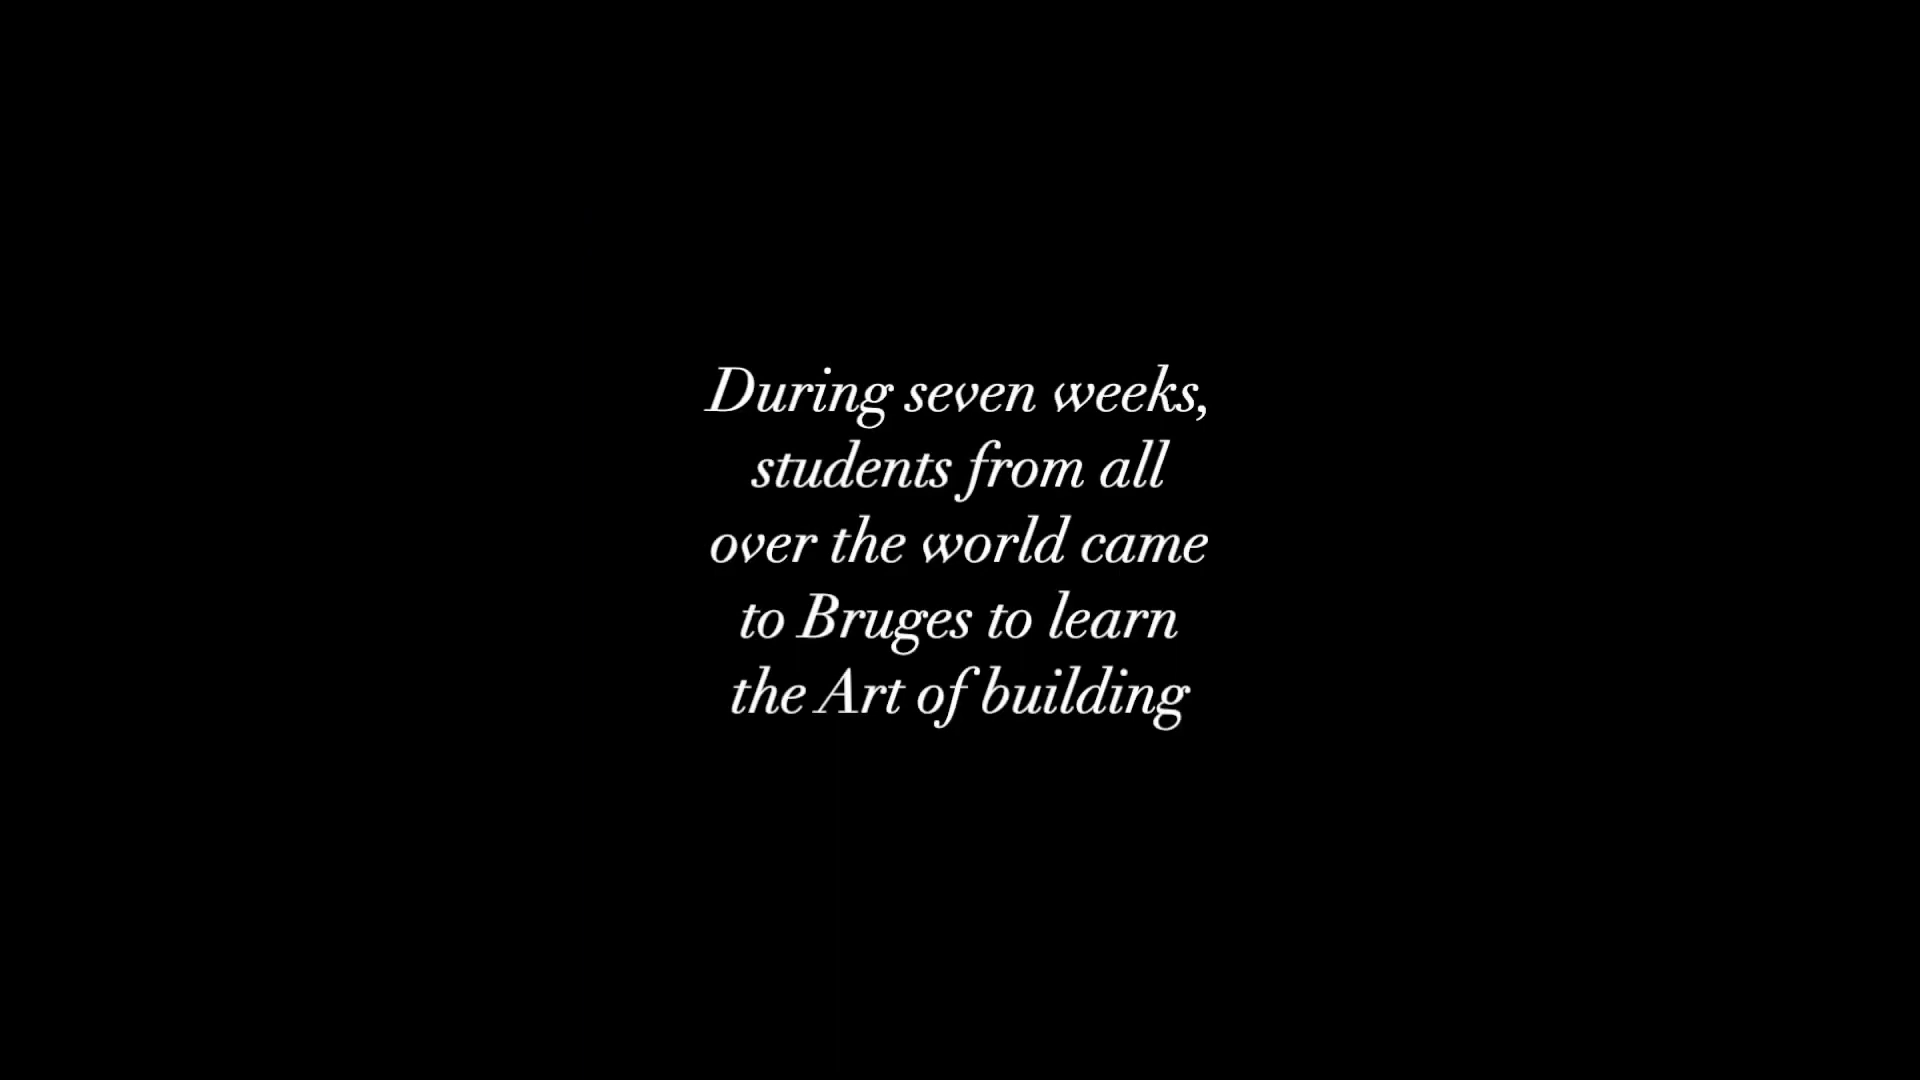 During seven weeks,
students from all
over the world came
to Bruges to learn
the Art of building